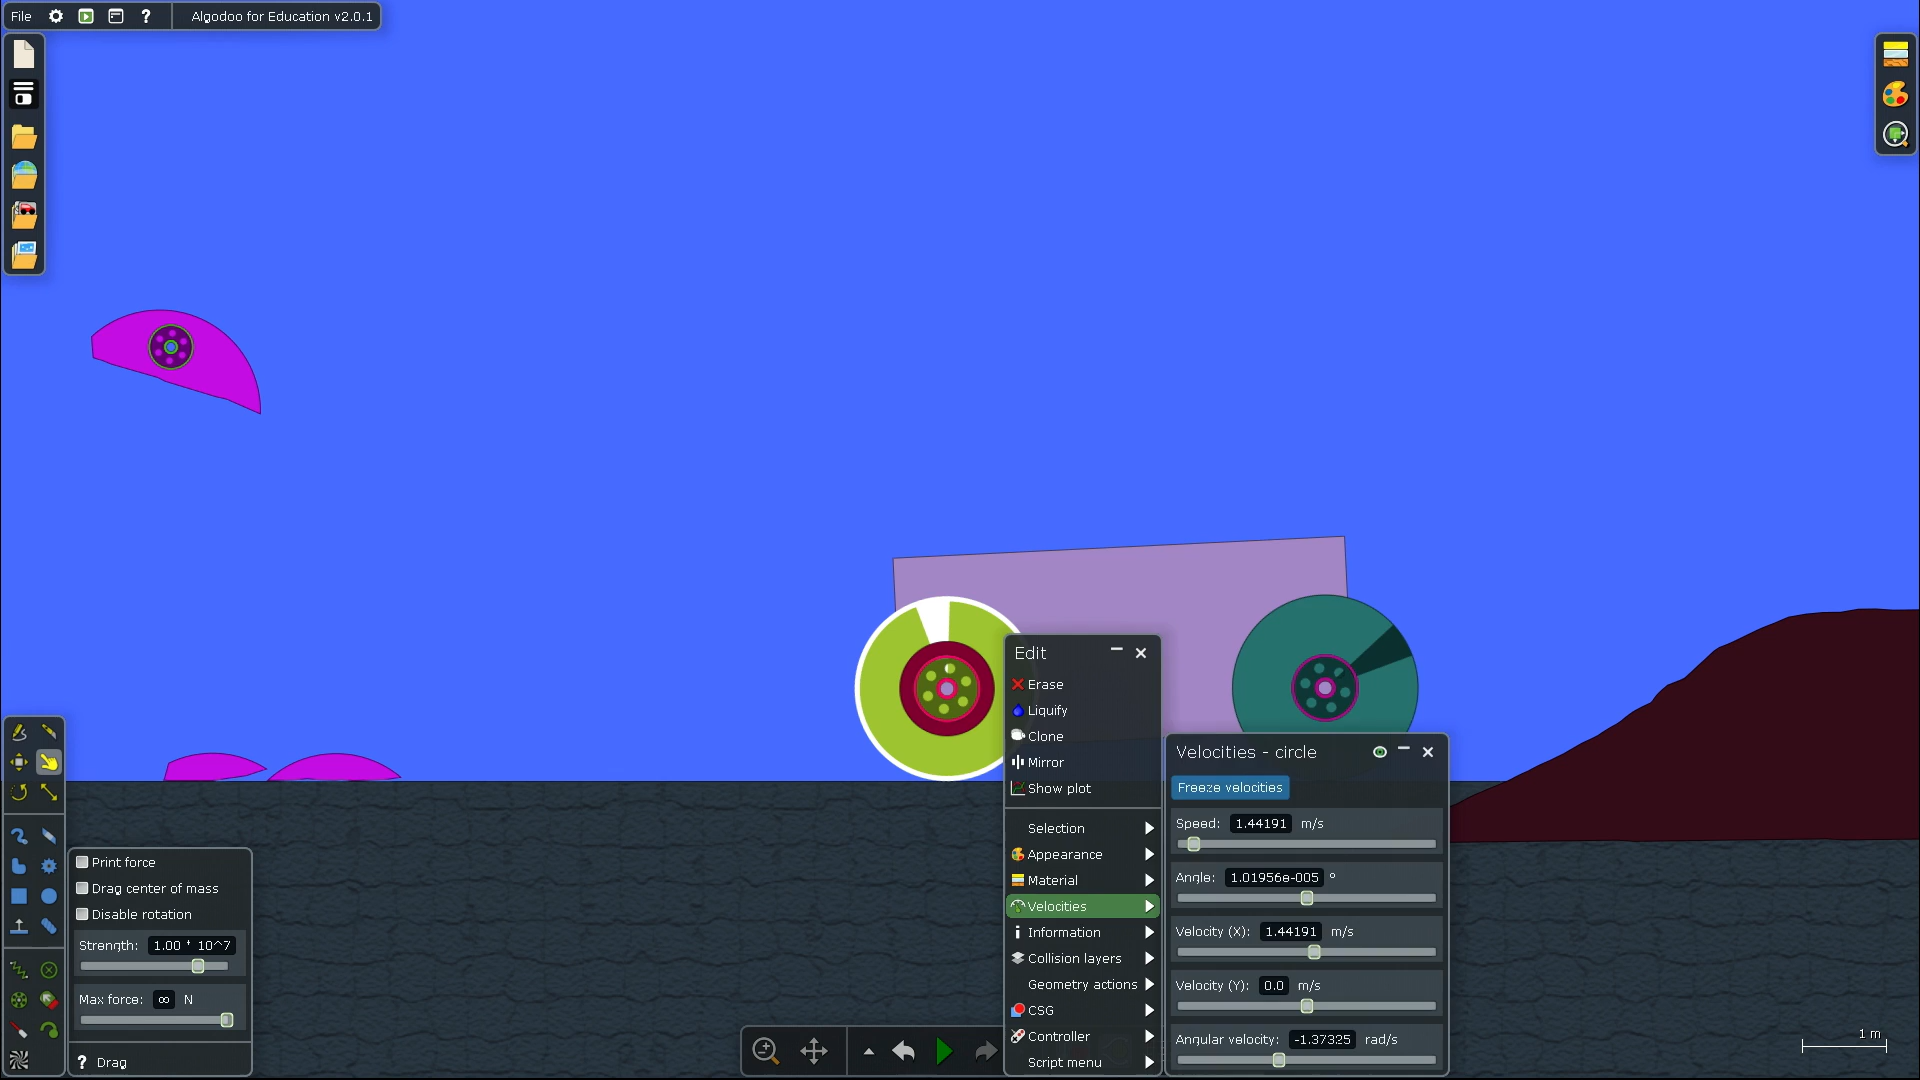 File ? Algodoo for Education v2.0.1
Edit
Erase
Liquify
Clone
Mirror
Show plot
Selection
Appearance
Material
Velocities
Information
Collision layers
Geometry actions
CSG
Controller
Script menu
Velocities - circle
Freeze velocities
Speed: 1.44191 m/s
Angle: 1.01956e-005 °
Velocity (X): 1.44191 m/s
Velocity (Y): 0.0 m/s
Angular velocity: -1.37325 rad/s
Print force
Drag center of mass
Disable rotation
Strength: 1.00 * 10^7
Max force: ∞ N
? Drag
1 m